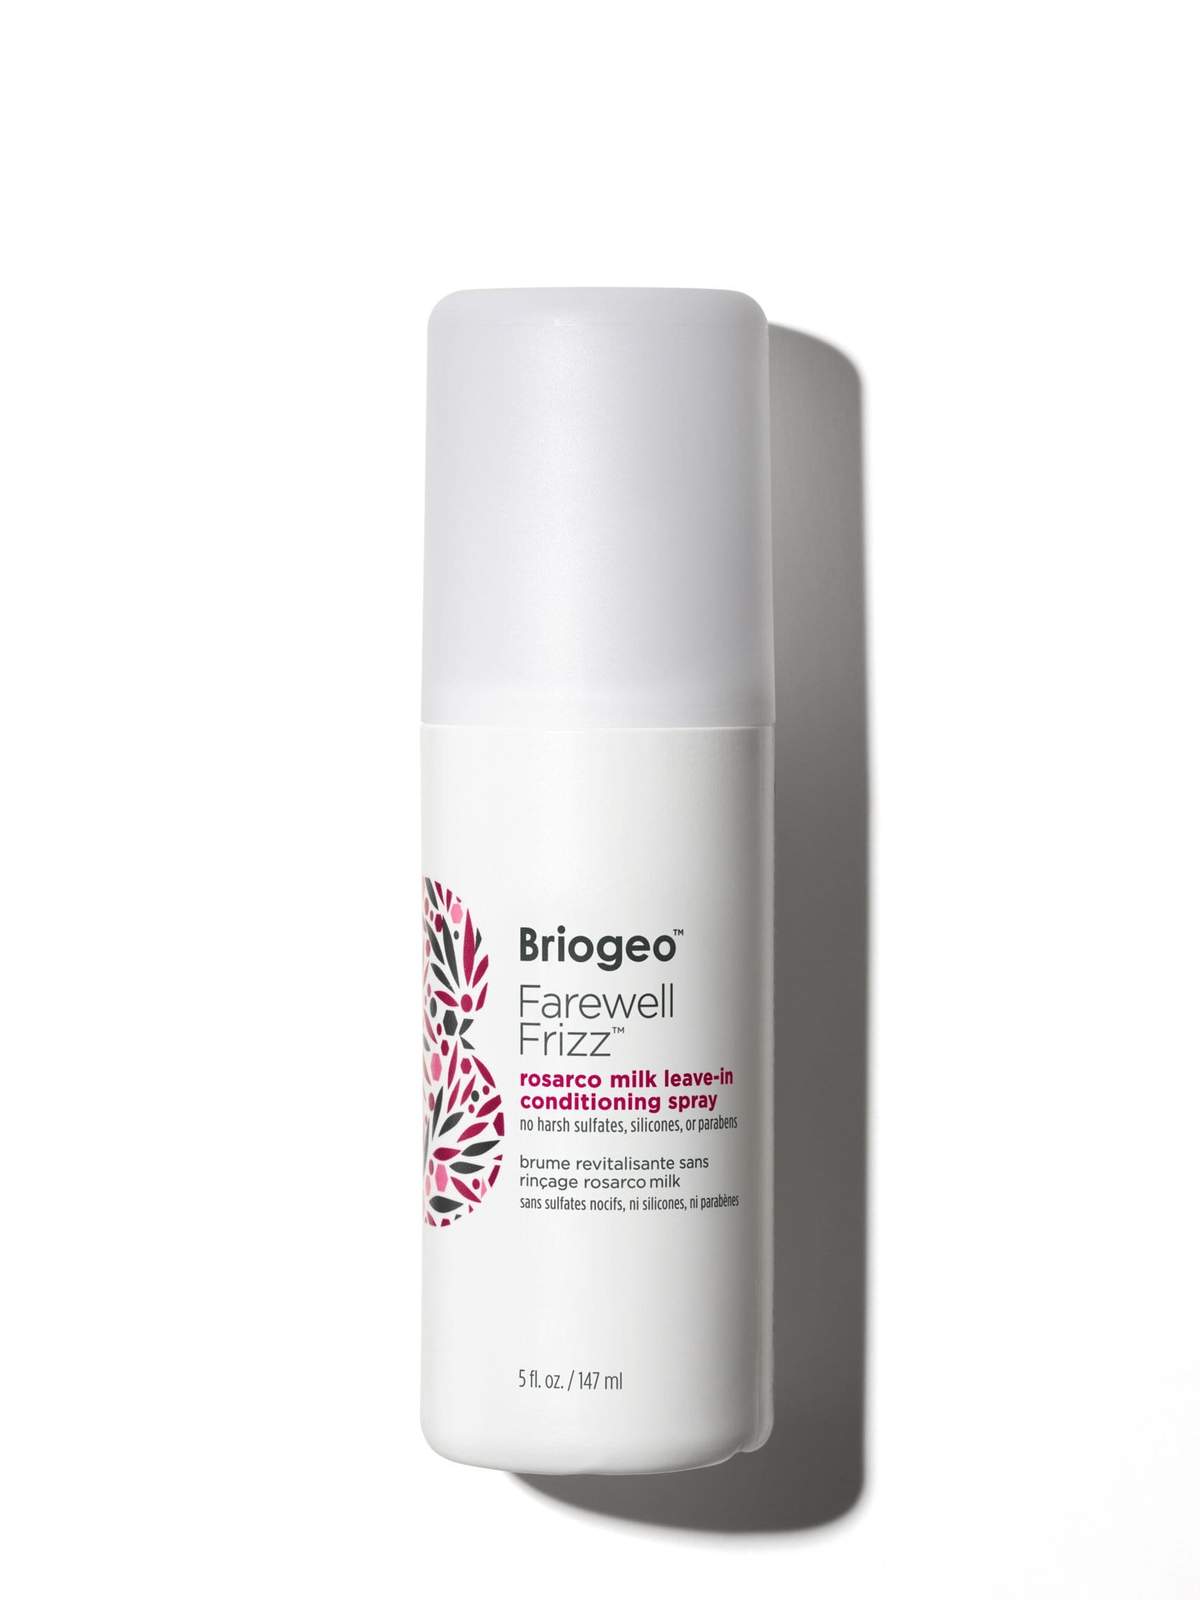 Briogeo™
Farewell
Frizz™
rosarco milk leave-in
conditioning spray
no harsh sulfates, silicones, or parabens
brume revitalisante sans
rinçage rosarco milk
sans sulfates nocifs, ni silicones, ni parabènes
5 fl. oz. / 147 ml